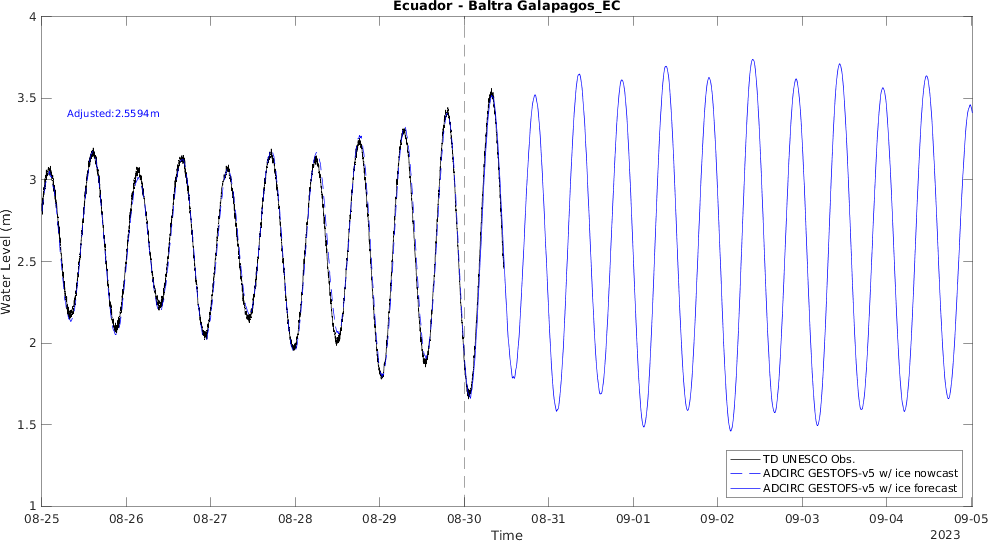 Ecuador - Baltra Galapagos_EC
4
3.5
3
2.5
2
1.5
1
Water Level (m)
Adjusted:2.5594m
TD UNESCO Obs.
ADCIRC GESTOFS-v5 w/ ice nowcast
ADCIRC GESTOFS-v5 w/ ice forecast
08-25 08-26 08-27 08-28 08-29 08-30 08-31 09-01 09-02 09-03 09-04 09-05
Time
2023